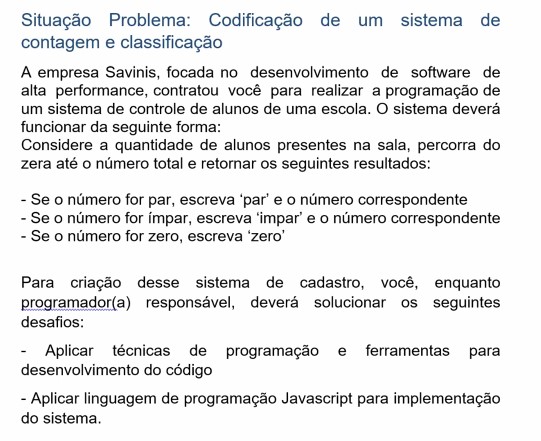 Situação Problema: Codificação de um sistema de
contagem e classificação
A empresa Savinis, focada no desenvolvimento de software de
alta performance, contratou você para realizar a programação de
um sistema de controle de alunos de uma escola. O sistema deverá
funcionar da seguinte forma:
Considere a quantidade de alunos presentes na sala, percorra do
zero até o número total e retornar os seguintes resultados:
- Se o número for par, escreva ‘par’ e o número correspondente
- Se o número for ímpar, escreva ‘impar’ e o número correspondente
- Se o número for zero, escreva ‘zero’
Para criação desse sistema de cadastro, você, enquanto
programador(a) responsável, deverá solucionar os seguintes
desafios:
- Aplicar técnicas de programação e ferramentas para
desenvolvimento do código
- Aplicar linguagem de programação Javascript para implementação
do sistema.